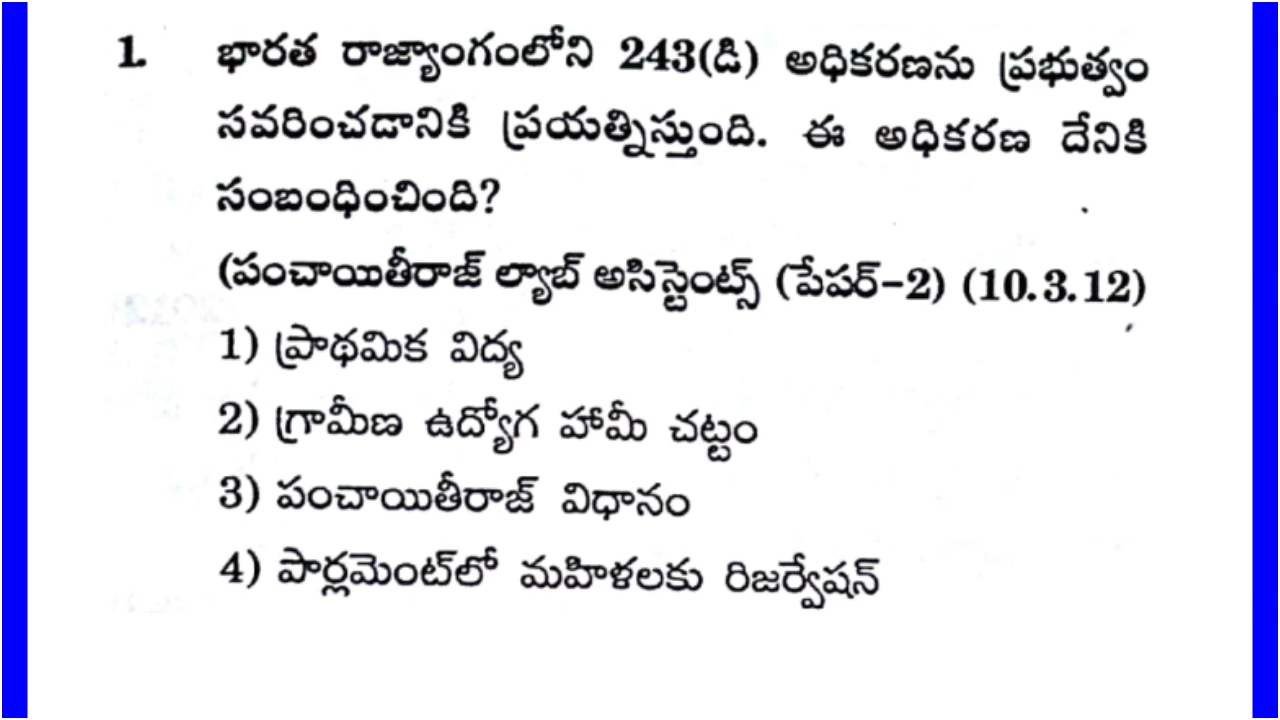 1. భారత రాజ్యాంగంలోని 243(డి) అధికరణను ప్రభుత్వం
సవరించడానికి ప్రయత్నిస్తుంది. ఈ అధికరణ దేనికి
సంబంధించింది?
(పంచాయితీరాజ్ ల్యాబ్ అసిస్టెంట్స్ (పేపర్-2) (10.3.12)
1) ప్రాథమిక విద్య
2) గ్రామీణ ఉద్యోగ హామీ చట్టం
3) పంచాయితీరాజ్ విధానం
4) పార్లమెంట్‌లో మహిళలకు రిజర్వేషన్